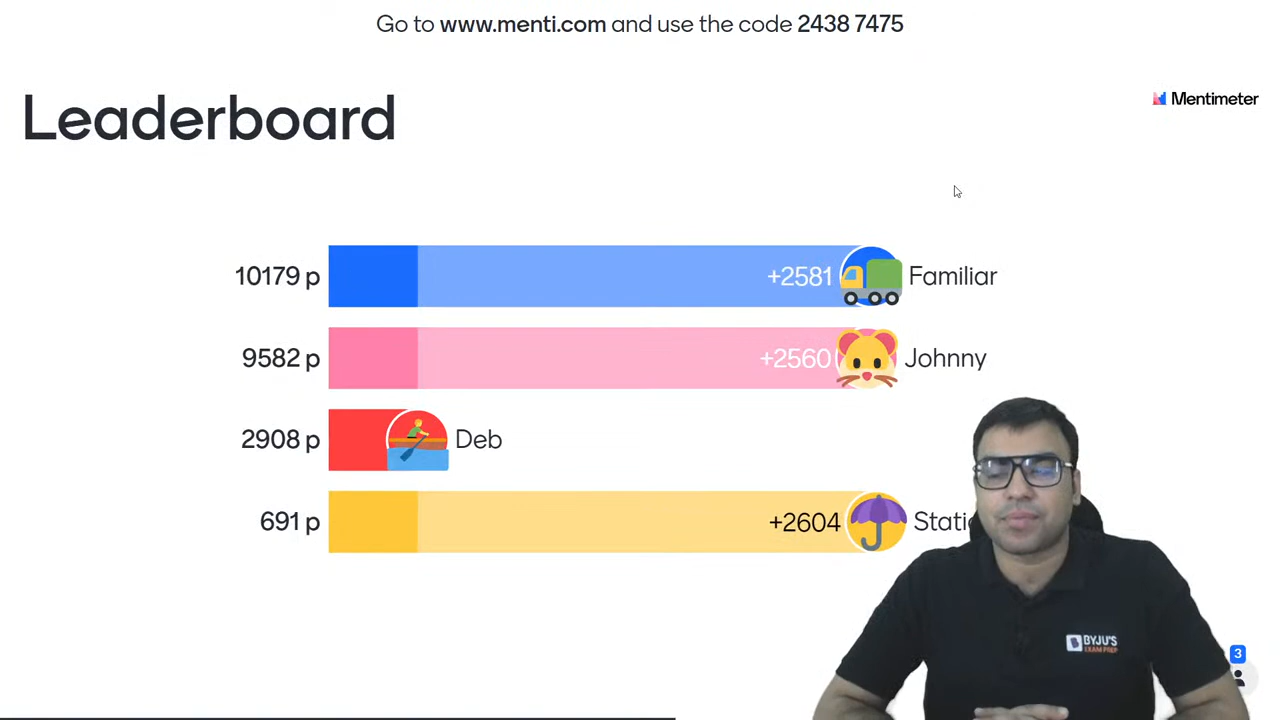 Go to www.menti.com and use the code 2438 7475
Leaderboard
Mentimeter
10179 p +2581 Familiar
9582 p +2560 Johnny
2908 p Deb
691 p +2604
BYJU'S
EXAM PREP
3